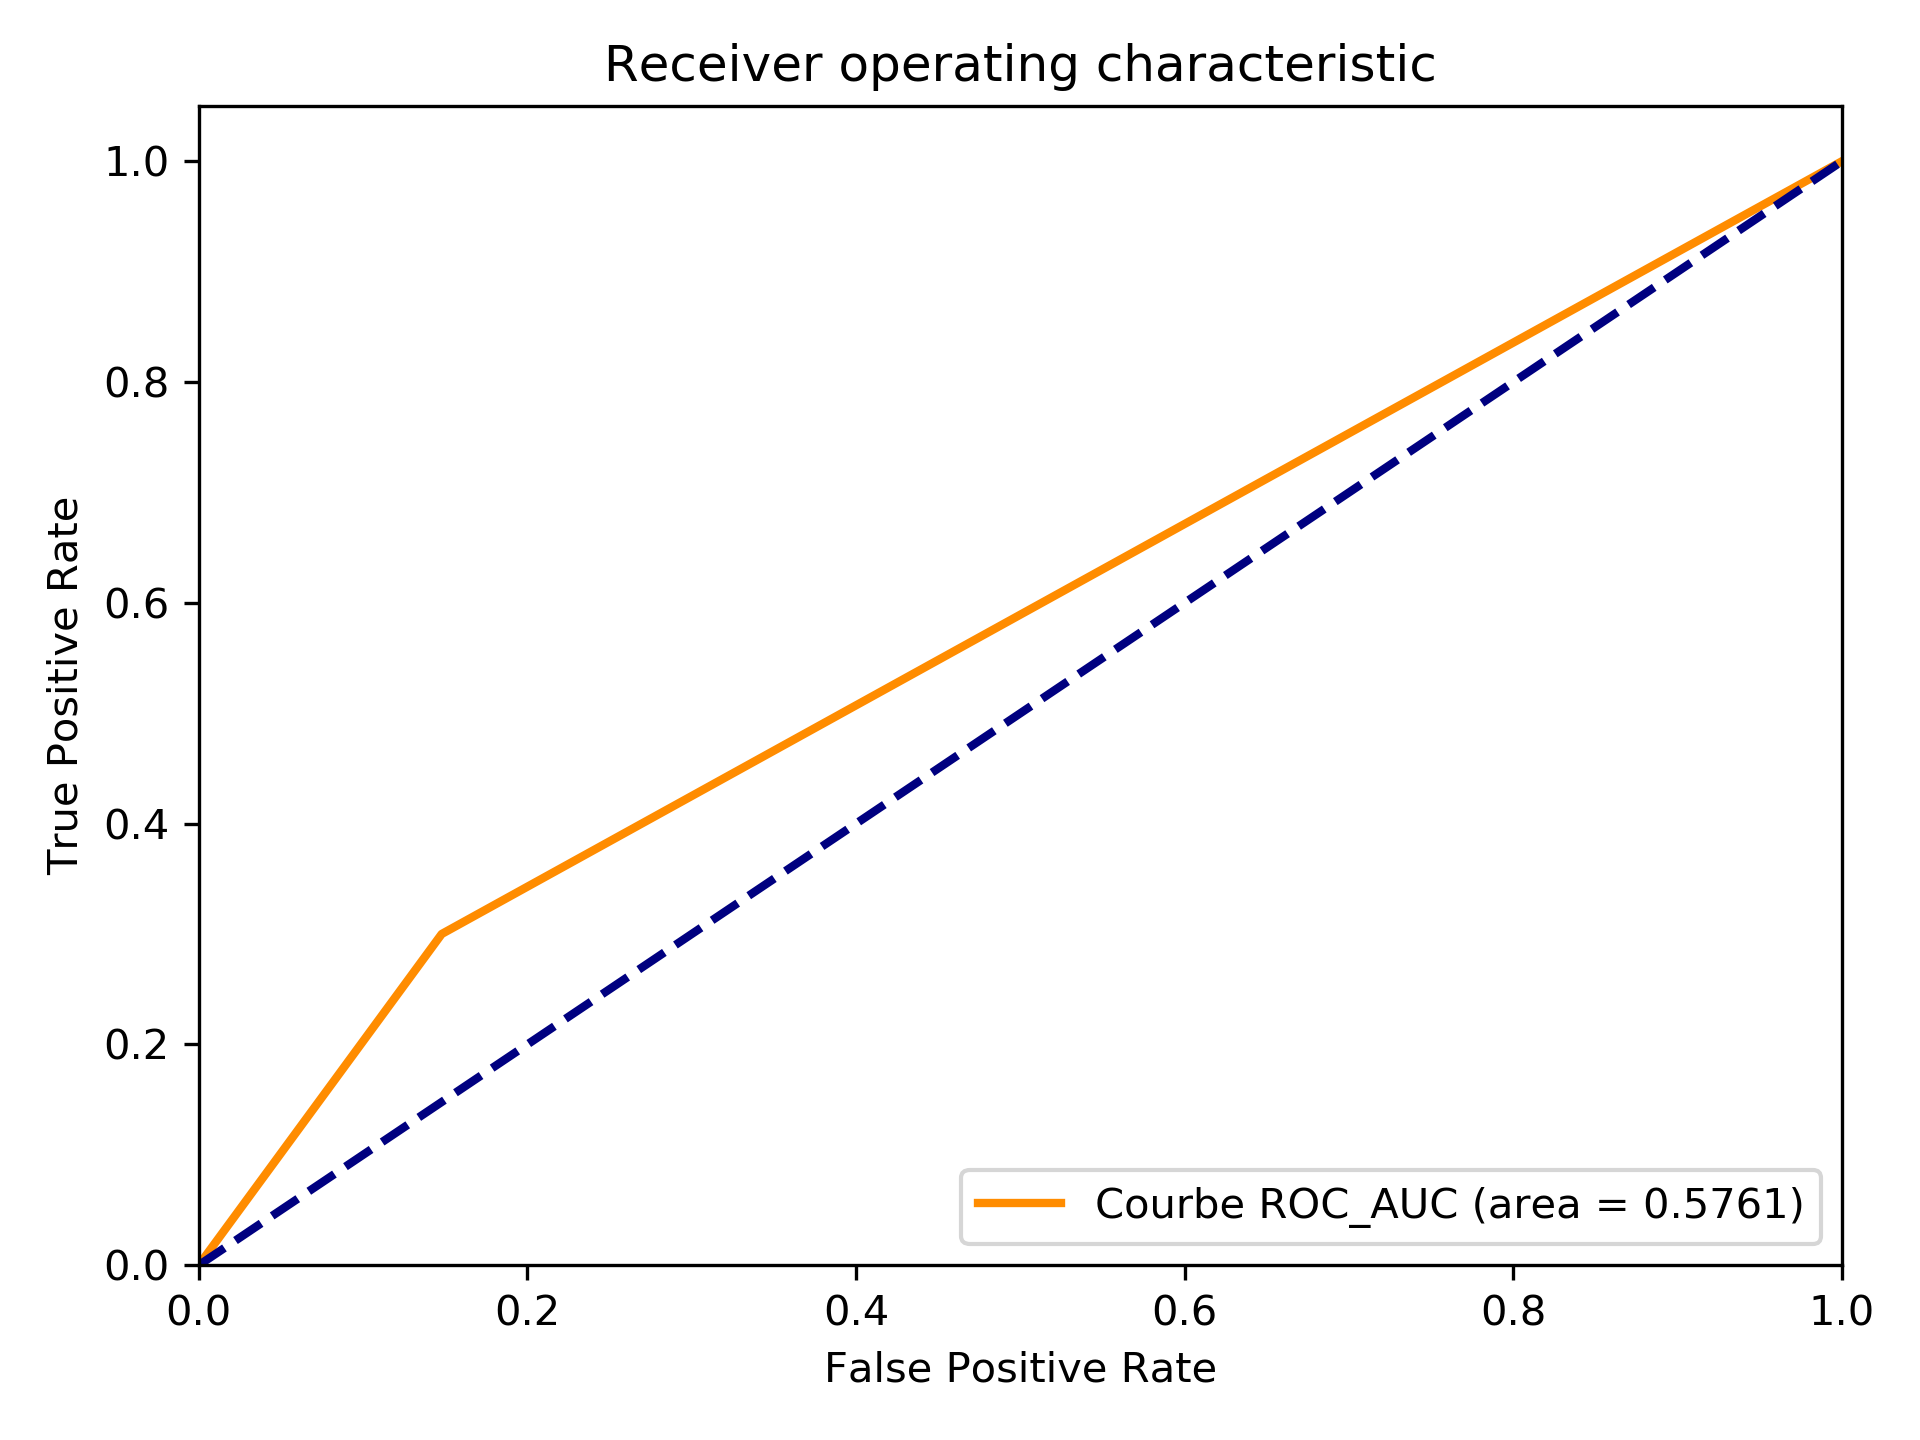 Receiver operating characteristic
True Positive Rate
1.0
0.8
0.6
0.4
0.2
0.0
Courbe ROC_AUC (area = 0.5761)
0.0 0.2 0.4 0.6 0.8 1.0
False Positive Rate